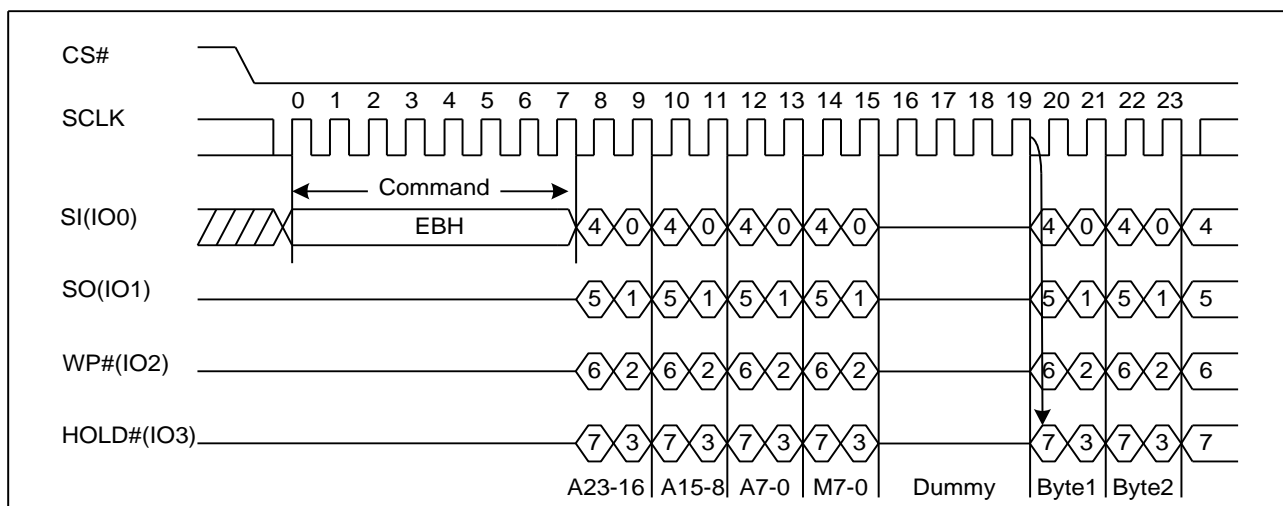 CS#
0 1 2 3 4 5 6 7 8 9 10 11 12 13 14 15 16 17 18 19 20 21 22 23
SCLK
Command
SI(IO0) EBH 4 0 4 0 4 0 4 0 4 0 4 0 4
SO(IO1) 5 1 5 1 5 1 5 1 5 1 5 1 5
WP#(IO2) 6 2 6 2 6 2 6 2 6 2 6 2 6
HOLD#(IO3) 7 3 7 3 7 3 7 3 7 3 7 3 7
A23-16 A15-8 A7-0 M7-0 Dummy Byte1 Byte2